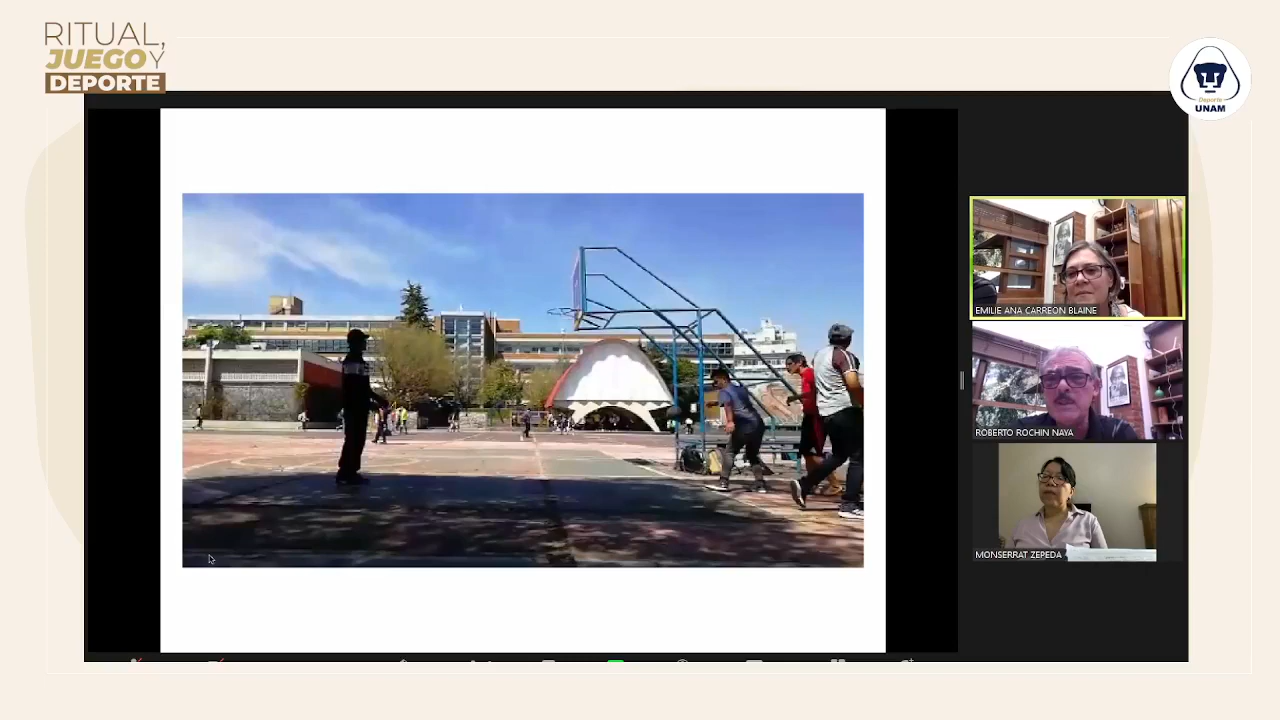 RITUAL,
JUEGO Y
DEPORTE
Deporte
UNAM
EMILIE ANA CARREON BLAINE
ROBERTO ROCHIN NAYA
MONSERRAT ZEPEDA